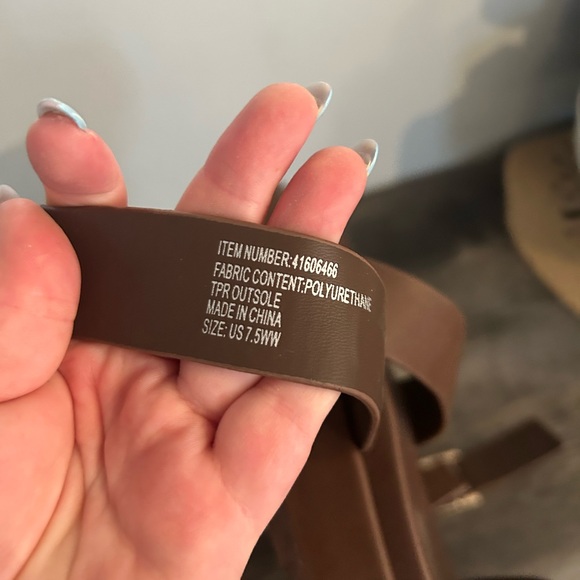 ITEM NUMBER:41606466
FABRIC CONTENT:POLYURETHANE
TPR OUTSOLE
MADE IN CHINA
SIZE: US 7.5WW